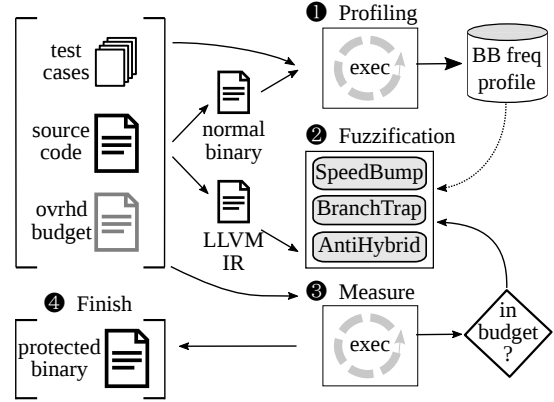 ❶ Profiling
test
cases
exec
BB freq
profile
source
code
normal
binary
❷ Fuzzification
SpeedBump
BranchTrap
AntiHybrid
ovrhd
budget
LLVM
IR
❸ Measure
exec
in
budget
?
❹ Finish
protected
binary